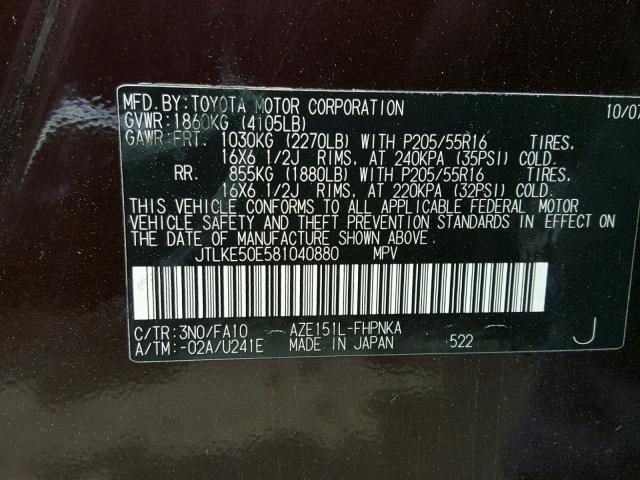 MFD.BY:TOYOTA MOTOR CORPORATION 10/07
GVWR:1860KG (4105LB)
GAWR:FRT. 1030KG (2270LB) WITH P205/55R16 TIRES.
16X6 1/2J RIMS, AT 240KPA (35PSI) COLD.
RR. 855KG (1880LB) WITH P205/55R16 TIRES.
16X6 1/2J RIMS, AT 220KPA (32PSI) COLD.
THIS VEHICLE CONFORMS TO ALL APPLICABLE FEDERAL MOTOR
VEHICLE SAFETY AND THEFT PREVENTION STANDARDS IN EFFECT ON
THE DATE OF MANUFACTURE SHOWN ABOVE.
JTLKE50E581040880 MPV
C/TR:3N0/FA10 AZE151L-FHPNKA
A/TM:-02A/U241E MADE IN JAPAN 522 J